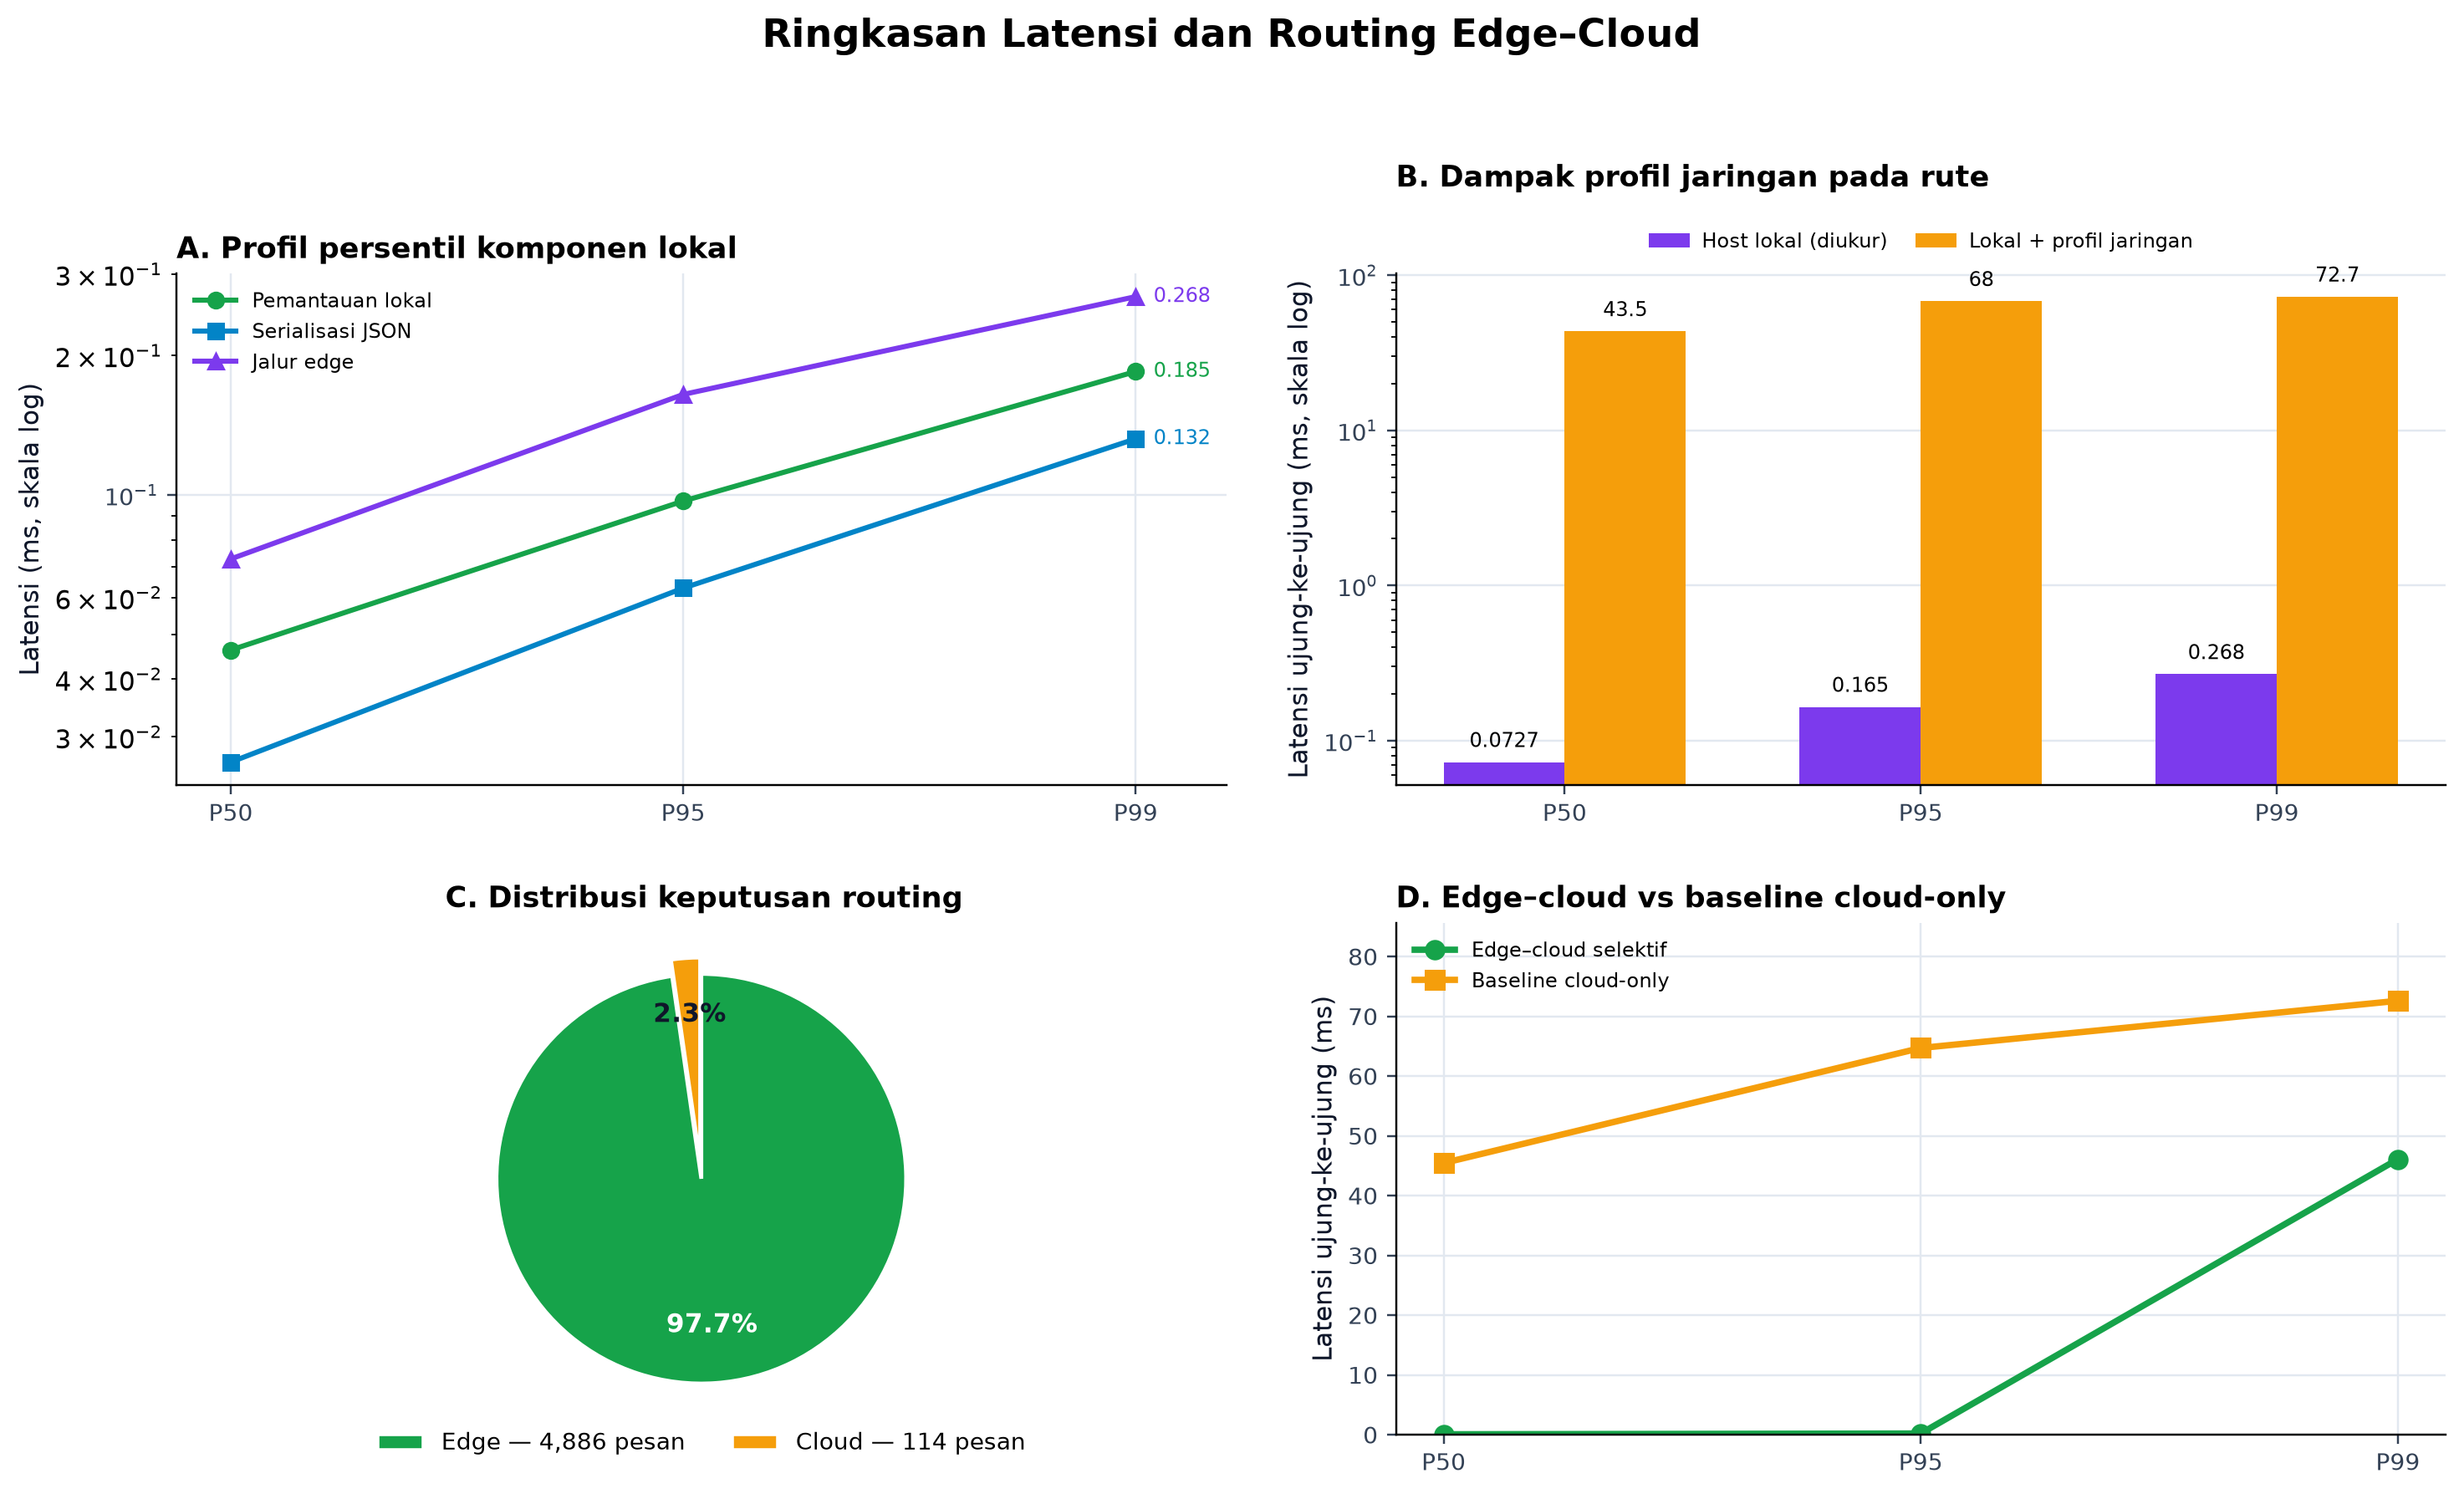 Ringkasan Latensi dan Routing Edge–Cloud
A. Profil persentil komponen lokal
Latensi (ms, skala log)
3 × 10⁻¹
2 × 10⁻¹
10⁻¹
6 × 10⁻²
4 × 10⁻²
3 × 10⁻²
Pemantauan lokal
Serialisasi JSON
Jalur edge
0.268
0.185
0.132
P50 P95 P99
B. Dampak profil jaringan pada rute
Host lokal (diukur) Lokal + profil jaringan
Latensi ujung-ke-ujung (ms, skala log)
10²
10¹
10⁰
10⁻¹
0.0727
43.5
0.165
68
0.268
72.7
P50 P95 P99
C. Distribusi keputusan routing
2.3%
97.7%
Edge — 4,886 pesan Cloud — 114 pesan
D. Edge–cloud vs baseline cloud-only
Edge–cloud selektif
Baseline cloud-only
Latensi ujung-ke-ujung (ms)
80
70
60
50
40
30
20
10
0
P50 P95 P99